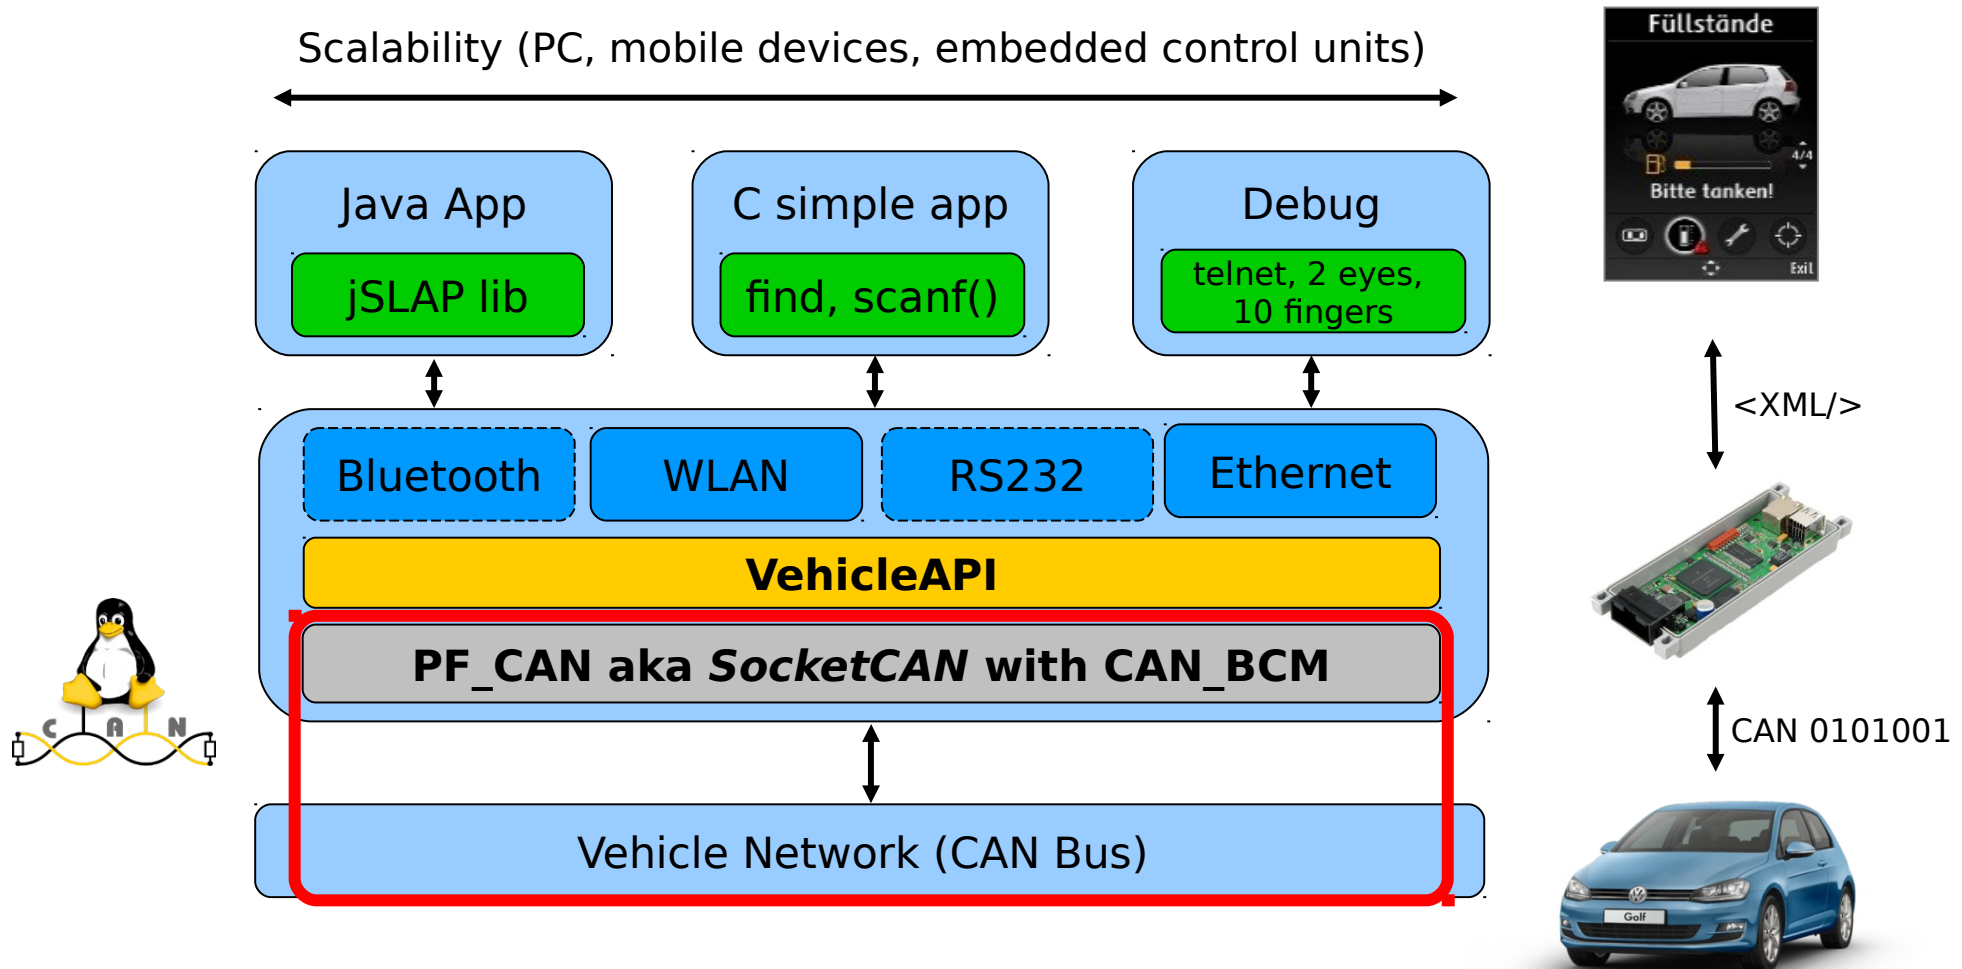 Scalability (PC, mobile devices, embedded control units)
Java App
jSLAP lib
C simple app
find, scanf()
Debug
telnet, 2 eyes,
10 fingers
Bluetooth
WLAN
RS232
Ethernet
VehicleAPI
PF_CAN aka SocketCAN with CAN_BCM
Vehicle Network (CAN Bus)
C A N
Füllstände
4/4
Bitte tanken!
Exit
<XML/>
CAN 0101001
Golf